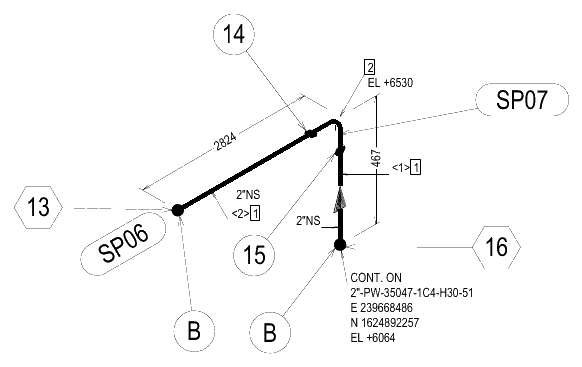 14
2
EL +6530
SP07
2824
467
<1>1
13
2"NS
<2>1
SP06
2"NS
15
16
CONT. ON
2"-PW-35047-1C4-H30-51
E 239668486
N 1624892257
EL +6064
B
B